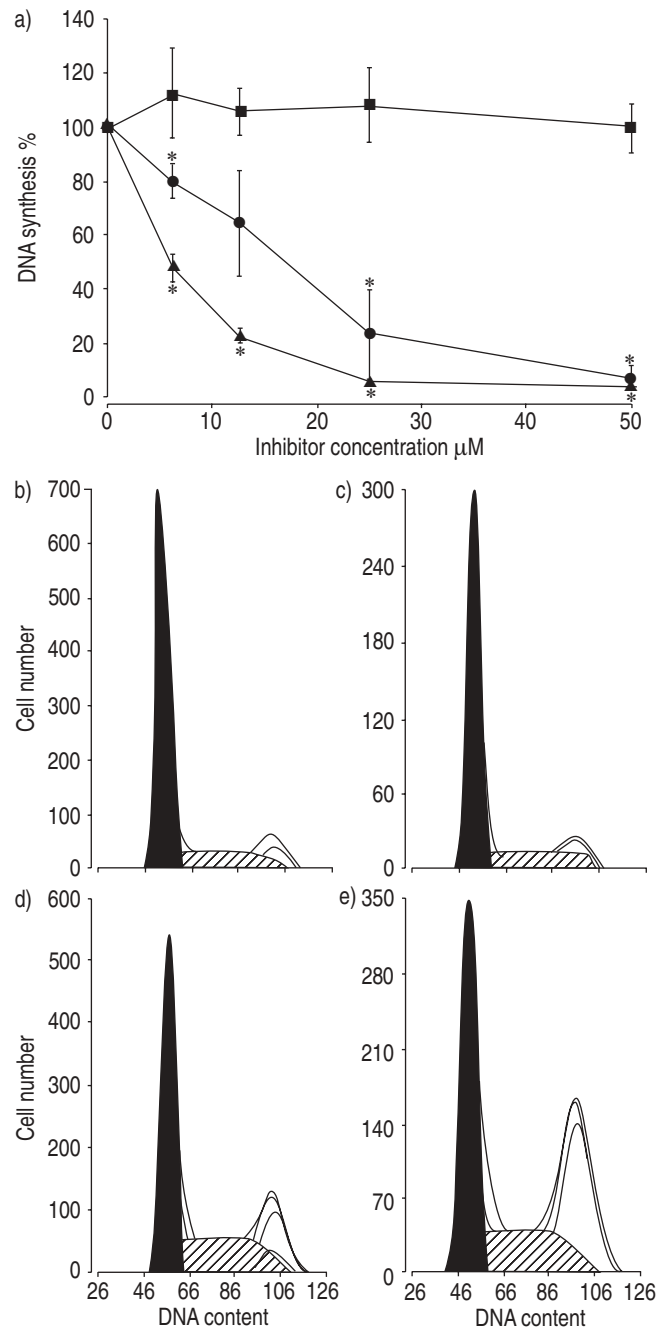 a)
140
120
100
80
60
40
20
0
DNA synthesis %
* * * * * * *
0 10 20 30 40 50
Inhibitor concentration μM
b)
700
600
500
400
300
200
100
0
Cell number
c)
300
240
180
120
60
0
d)
600
500
400
300
200
100
0
Cell number
26 46 66 86 106 126
DNA content
e)
350
280
210
140
70
0
26 46 66 86 106 126
DNA content